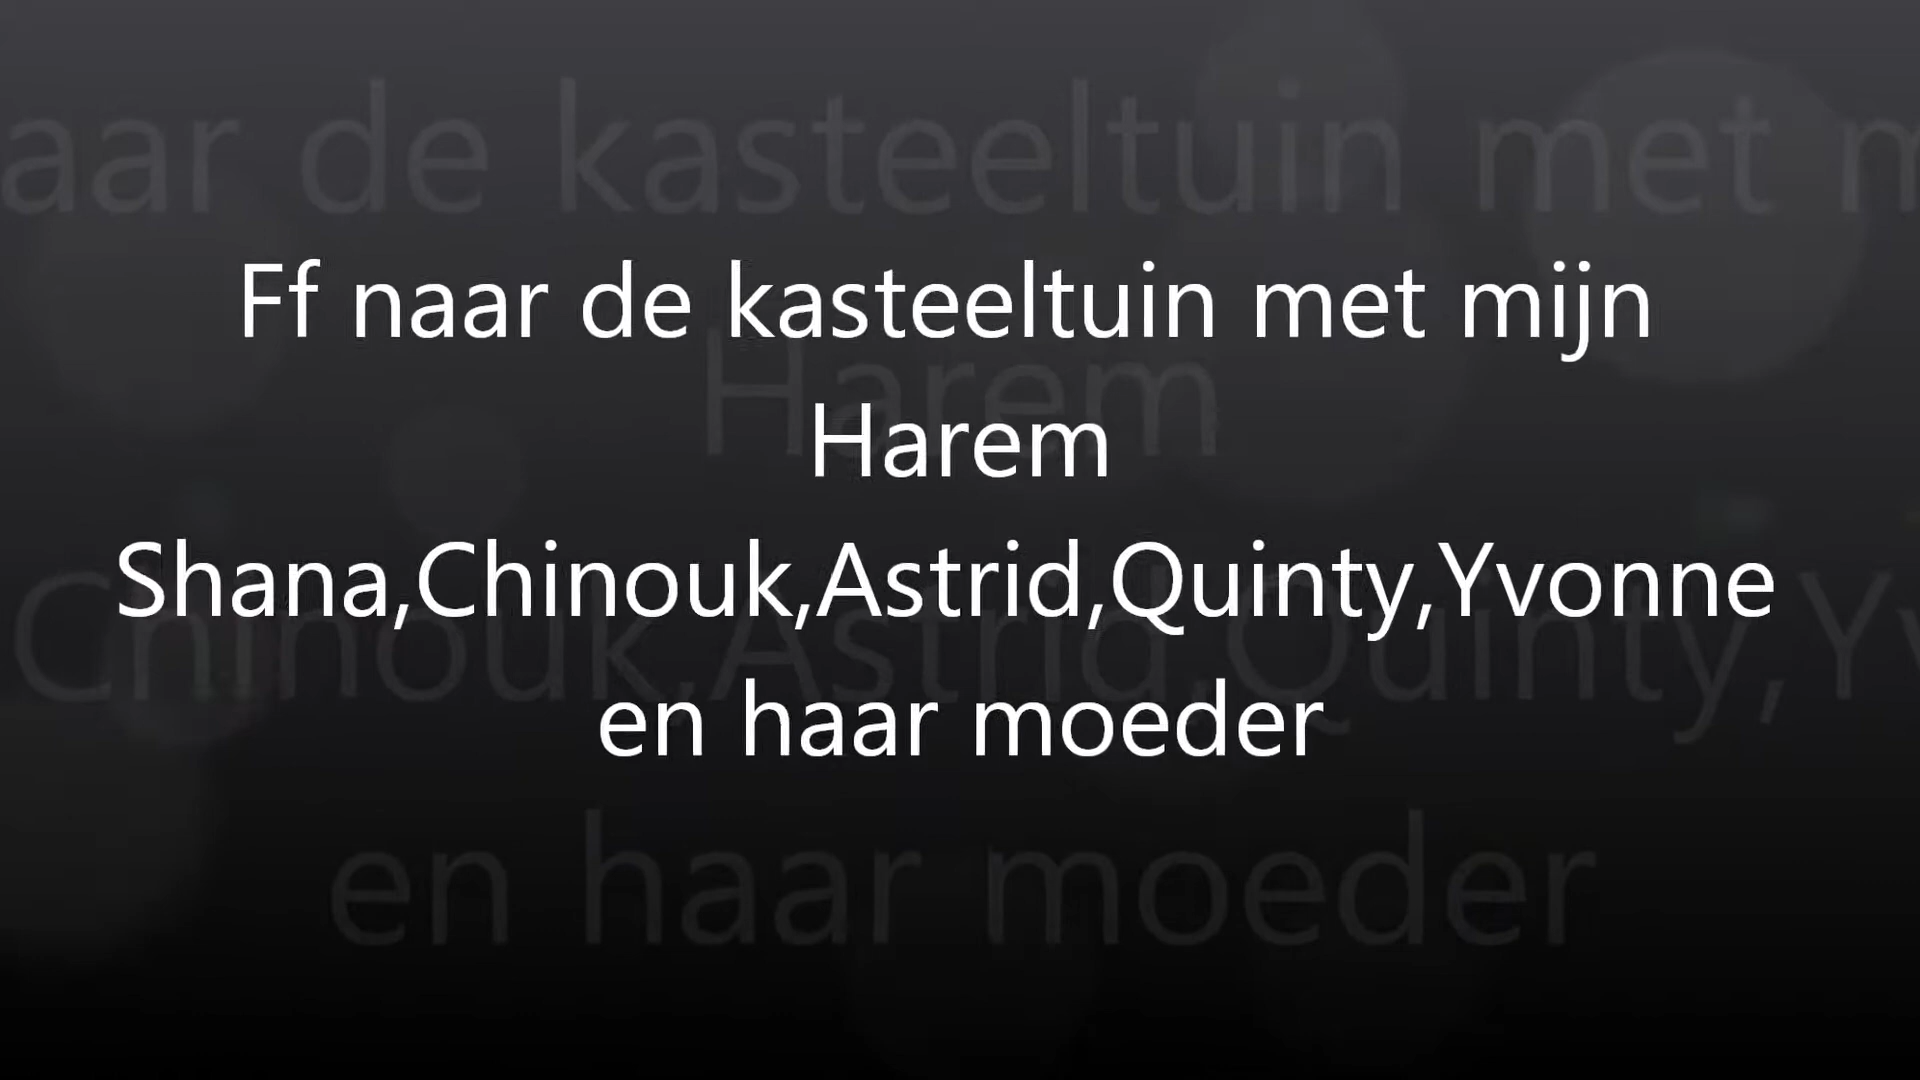 Ff naar de kasteeltuin met mijn
Harem
Shana,Chinouk,Astrid,Quinty,Yvonne
en haar moeder